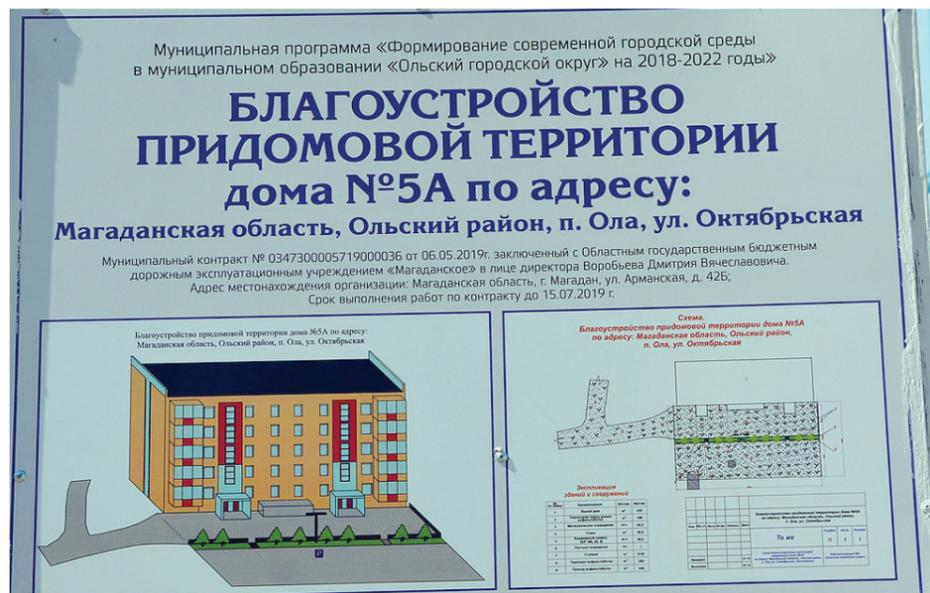 Муниципальная программа «Формирование современной городской среды
в муниципальном образовании «Ольский городской округ» на 2018-2022 годы»
БЛАГОУСТРОЙСТВО
ПРИДОМОВОЙ ТЕРРИТОРИИ
дома №5А по адресу:
Магаданская область, Ольский район, п. Ола, ул. Октябрьская
Муниципальный контракт № 0347300005719000036 от 06.05.2019г. заключенный с Областным государственным бюджетным
дорожным эксплуатационным учреждением «Магаданское» в лице директора Воробьева Дмитрия Вячеславовича.
Адрес местонахождения организации: Магаданская область, г. Магадан, ул. Арманская, д. 42Б;
Срок выполнения работ по контракту до 15.07.2019 г.
Благоустройство придомовой территории дома №5А по адресу:
Магаданская область, Ольский район, п. Ола, ул. Октябрьская
Р
Схема.
Благоустройство придомовой территории дома №5А
по адресу: Магаданская область, Ольский район,
п. Ола, ул. Октябрьская
Экспликация
зданий и сооружений
То же